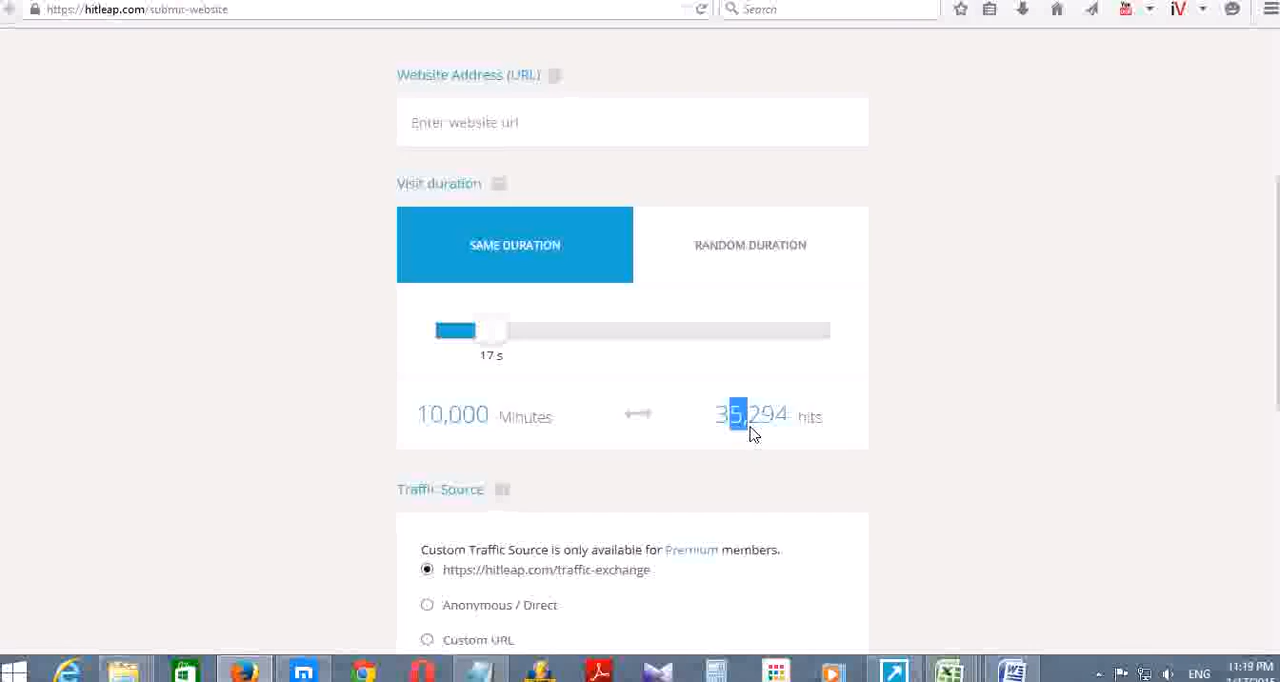 https://hitleap.com/submit-website
Search
Website Address (URL)
Enter website url
Visit duration
SAME DURATION
RANDOM DURATION
17 s
10,000 Minutes
35,294 hits
Traffic Source
Custom Traffic Source is only available for Premium members.
https://hitleap.com/traffic-exchange
Anonymous / Direct
Custom URL
ENG
11:19 PM